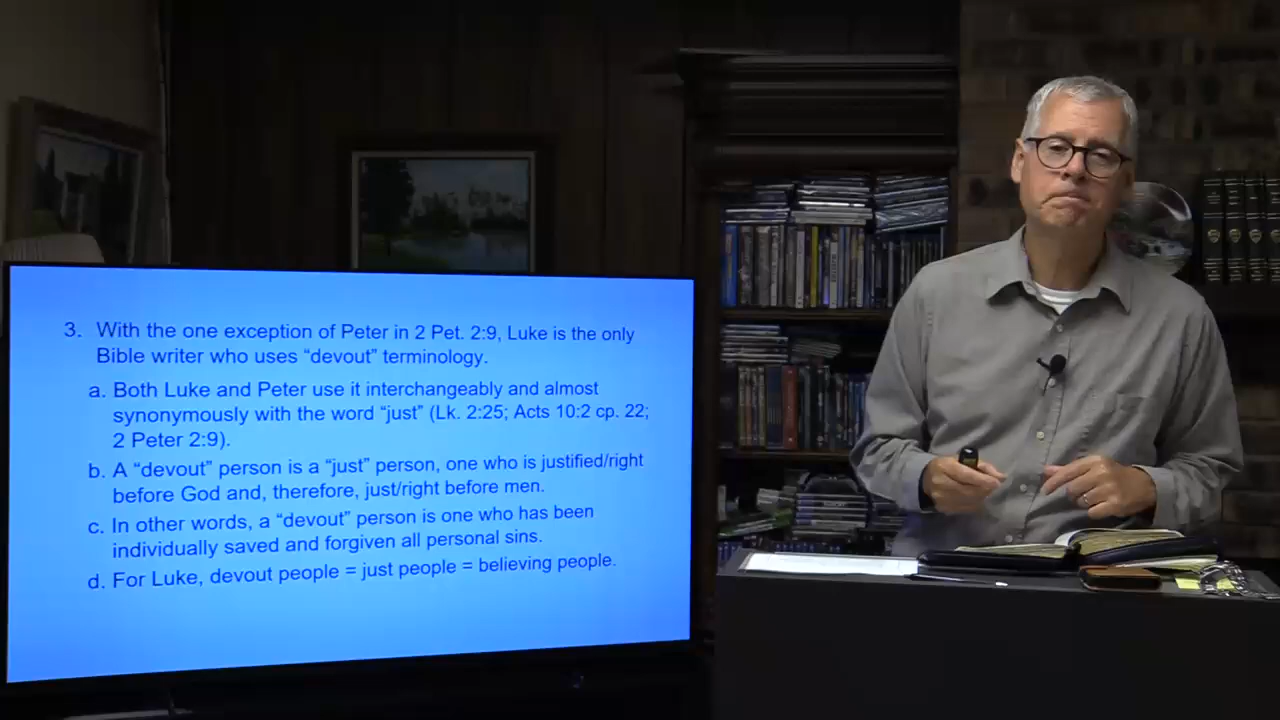 3. With the one exception of Peter in 2 Pet. 2:9, Luke is the only
Bible writer who uses “devout” terminology.
a. Both Luke and Peter use it interchangeably and almost
synonymously with the word “just” (Lk. 2:25; Acts 10:2 cp. 22;
2 Peter 2:9).
b. A “devout” person is a “just” person, one who is justified/right
before God and, therefore, just/right before men.
c. In other words, a “devout” person is one who has been
individually saved and forgiven all personal sins.
d. For Luke, devout people = just people = believing people.